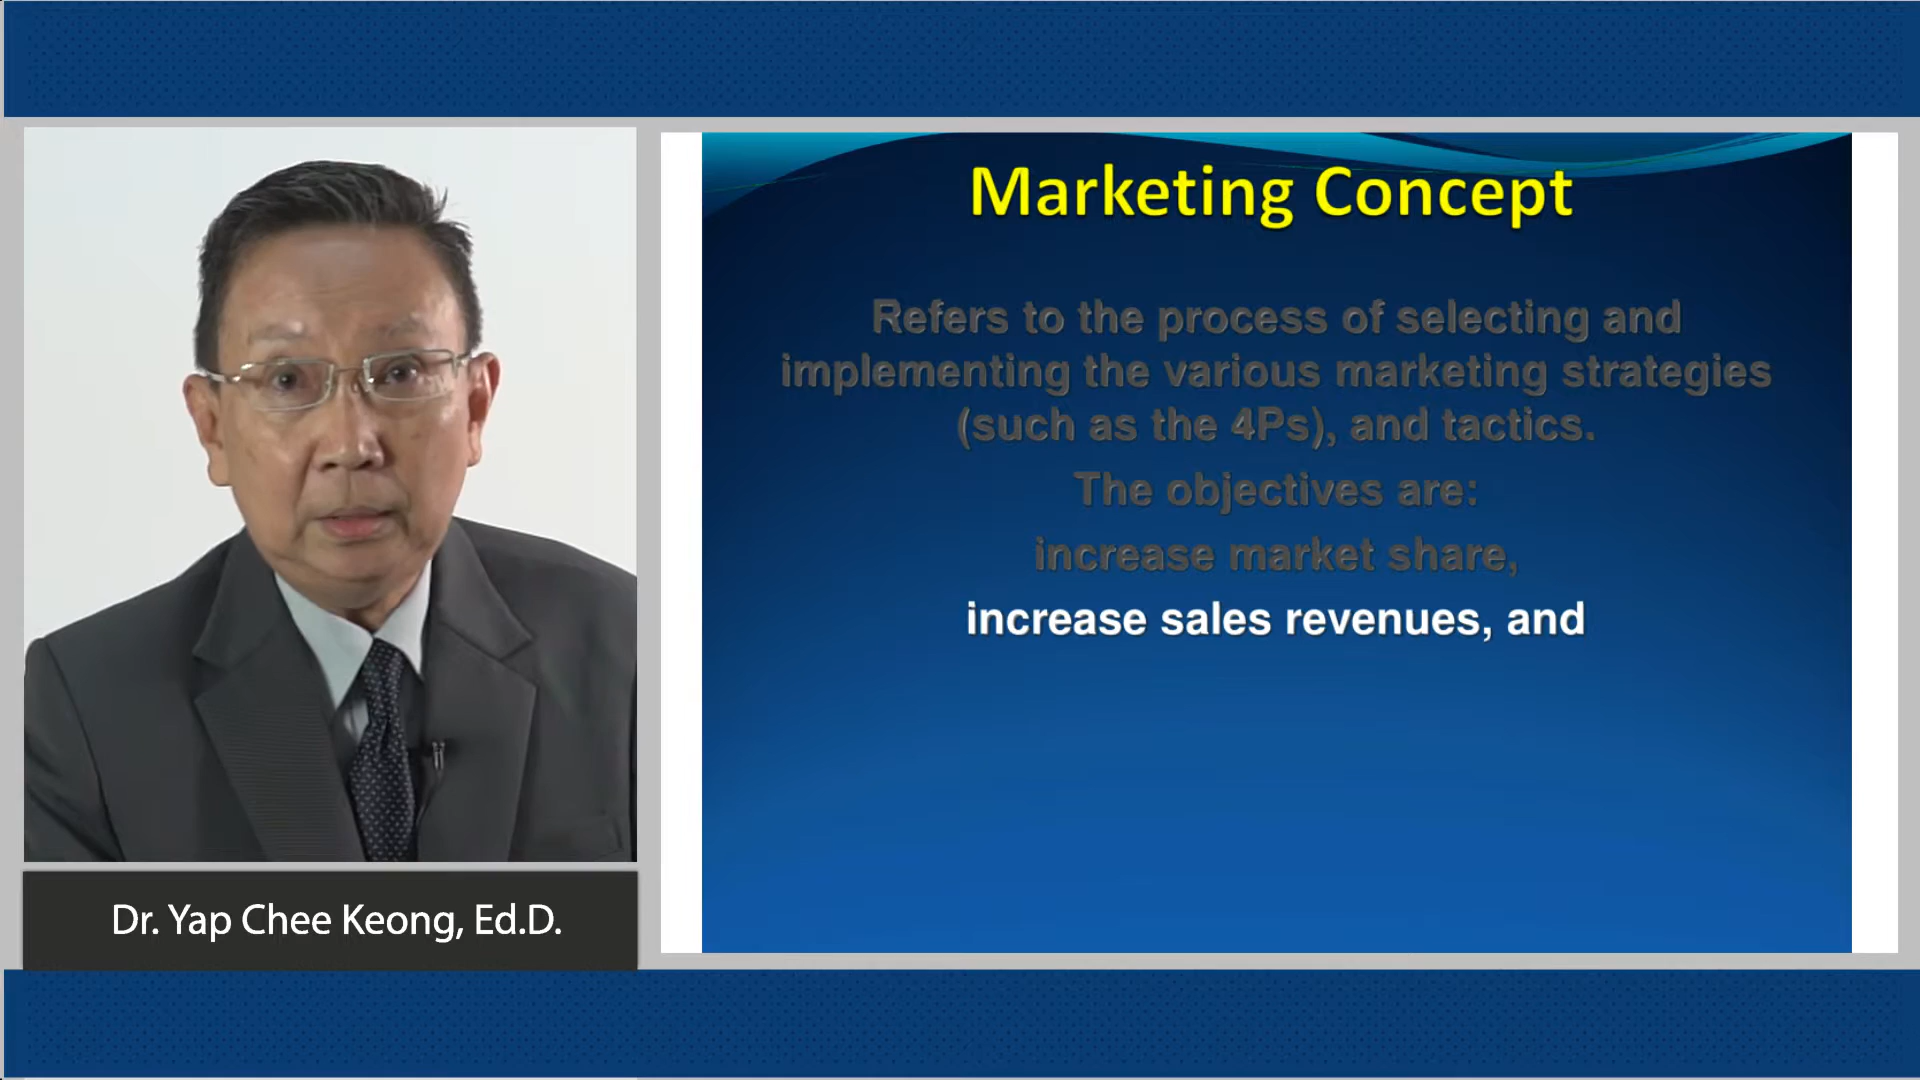 Marketing Concept
Refers to the process of selecting and
implementing the various marketing strategies
(such as the 4Ps), and tactics.
The objectives are:
increase market share,
increase sales revenues, and
Dr. Yap Chee Keong, Ed.D.